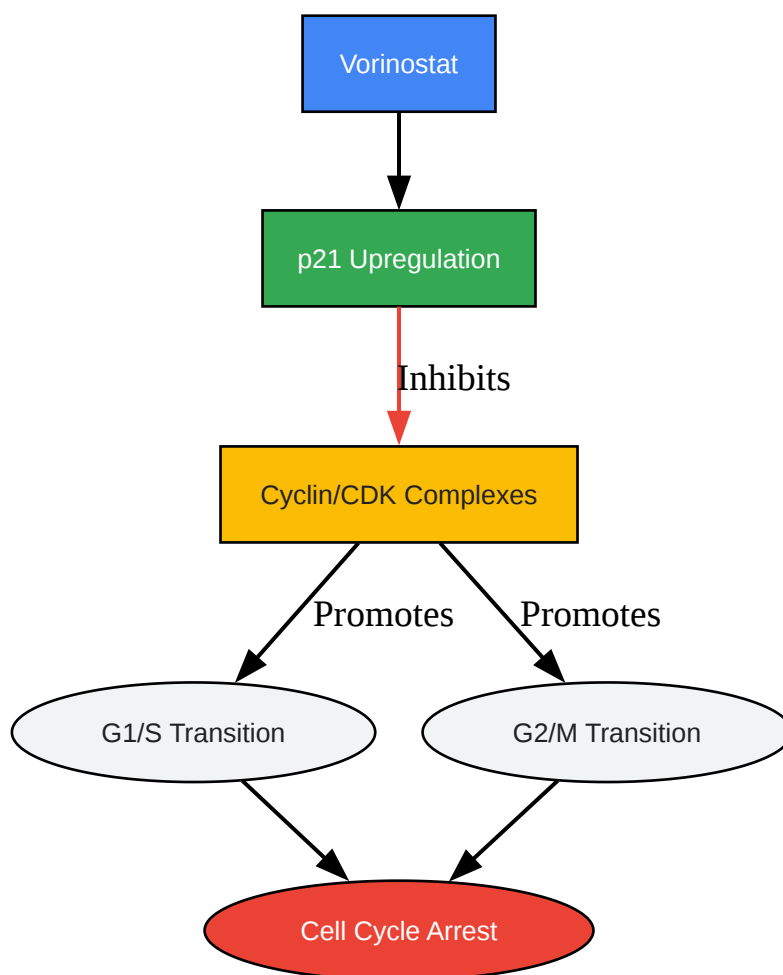 Vorinostat
p21 Upregulation
Inhibits
Cyclin/CDK Complexes
Promotes
Promotes
G1/S Transition
G2/M Transition
Cell Cycle Arrest